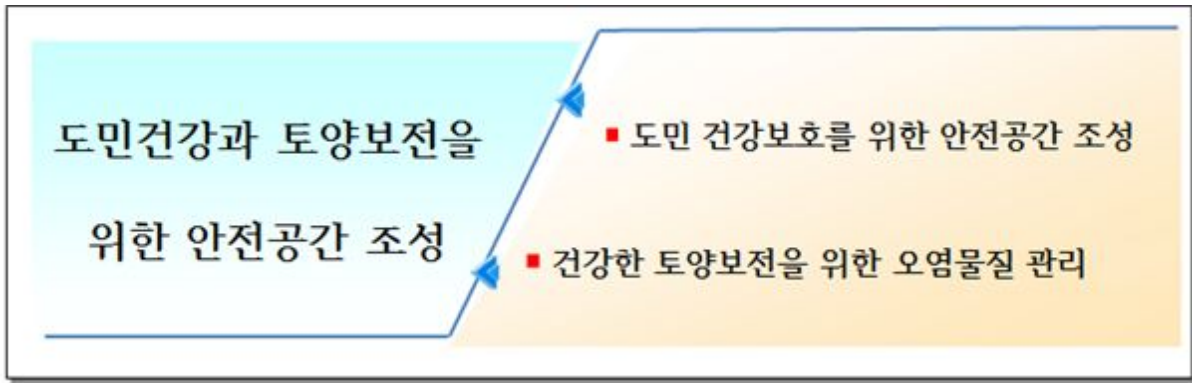 도민건강과 토양보전을
위한 안전공간 조성
▪ 도민 건강보호를 위한 안전공간 조성
▪ 건강한 토양보전을 위한 오염물질 관리